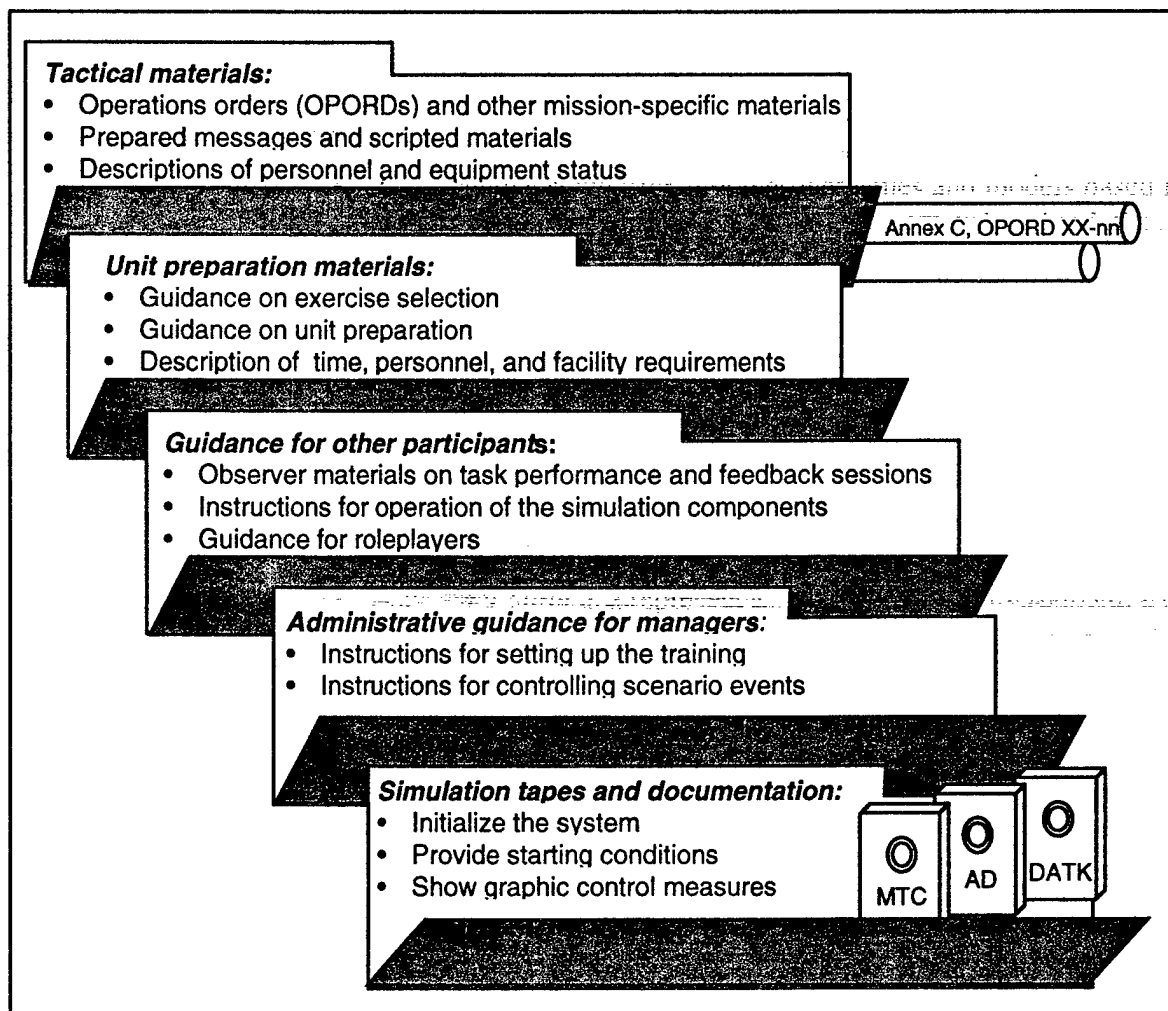 Tactical materials:
• Operations orders (OPORDs) and other mission-specific materials
• Prepared messages and scripted materials
• Descriptions of personnel and equipment status
Annex C, OPORD XX-nn
Unit preparation materials:
• Guidance on exercise selection
• Guidance on unit preparation
• Description of time, personnel, and facility requirements
Guidance for other participants:
• Observer materials on task performance and feedback sessions
• Instructions for operation of the simulation components
• Guidance for roleplayers
Administrative guidance for managers:
• Instructions for setting up the training
• Instructions for controlling scenario events
Simulation tapes and documentation:
• Initialize the system
• Provide starting conditions
• Show graphic control measures
MTC
AD
DATK